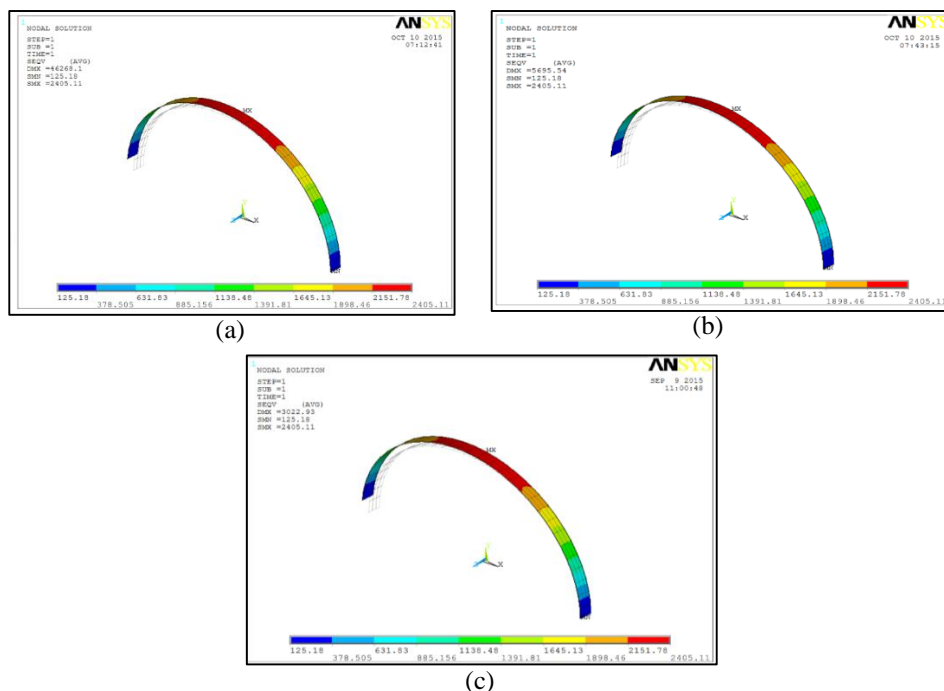 1
NODAL SOLUTION
STEP=1
SUB =1
TIME=1
SEQV (AVG)
DMX =46268.1
SMN =125.18
SMX =2405.11
ANSYS
OCT 10 2015
07:12:41
MX
Y
Z X
MN
125.18 631.83 1138.48 1645.13 2151.78
378.505 885.156 1391.81 1898.46 2405.11
(a)
1
NODAL SOLUTION
STEP=1
SUB =1
TIME=1
SEQV (AVG)
DMX =5695.54
SMN =125.18
SMX =2405.11
ANSYS
OCT 10 2015
07:43:15
MX
Y
Z X
MN
125.18 631.83 1138.48 1645.13 2151.78
378.505 885.156 1391.81 1898.46 2405.11
(b)
1
NODAL SOLUTION
STEP=1
SUB =1
TIME=1
SEQV (AVG)
DMX =3022.93
SMN =125.18
SMX =2405.11
ANSYS
SEP 9 2015
11:00:48
MX
Y
Z X
MN
125.18 631.83 1138.48 1645.13 2151.78
378.505 885.156 1391.81 1898.46 2405.11
(c)